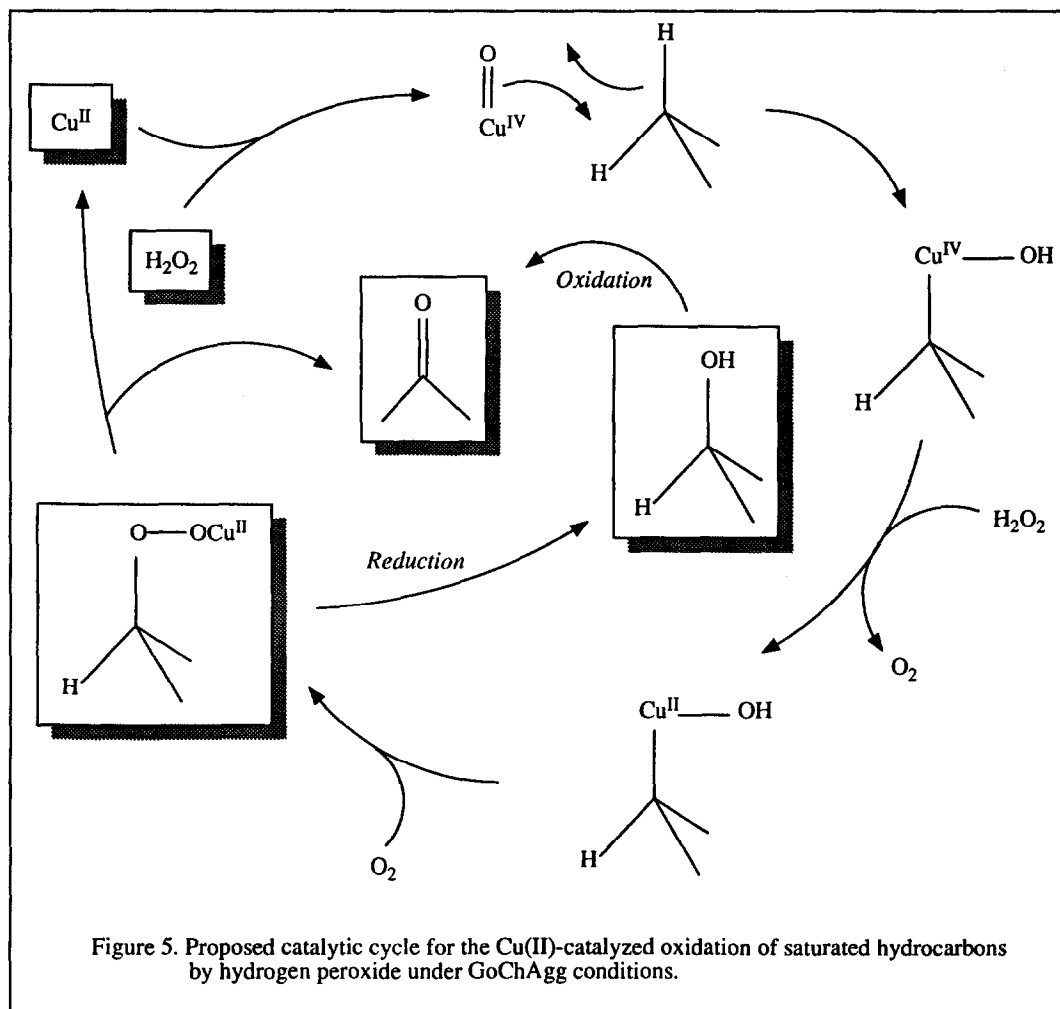 O
Cu^IV
H
H
Cu^II
H₂O₂
Oxidation
Cu^IV—OH
H
O
OH
H
H₂O₂
O₂
O—OCu^II
H
Reduction
Cu^II—OH
H
O₂
Figure 5. Proposed catalytic cycle for the Cu(II)-catalyzed oxidation of saturated hydrocarbons
by hydrogen peroxide under GoChAgg conditions.